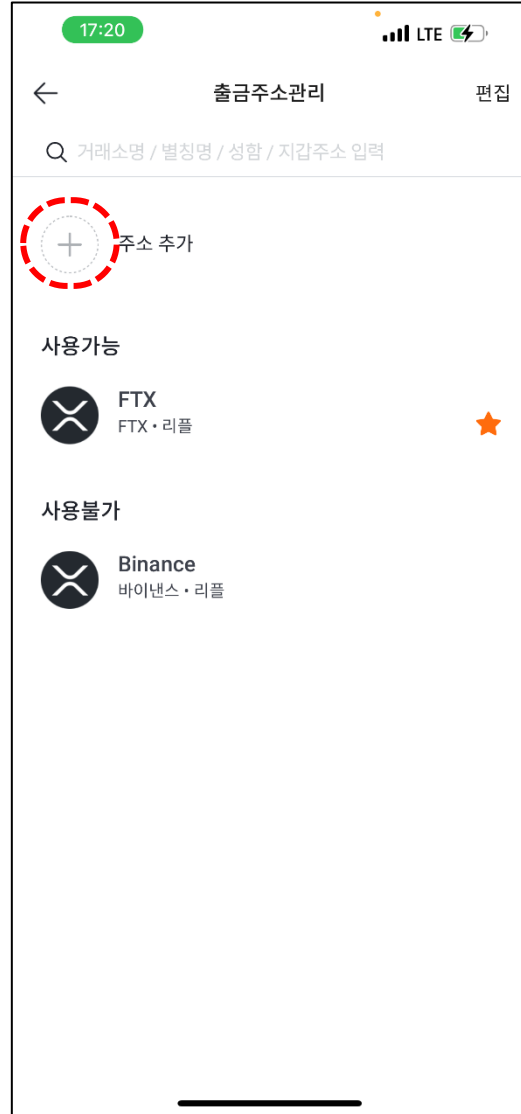 17:20
LTE
출금주소관리
편집
거래소명 / 별칭명 / 성함 / 지갑주소 입력
주소 추가
사용가능
FTX
FTX • 리플
사용불가
Binance
바이낸스 • 리플